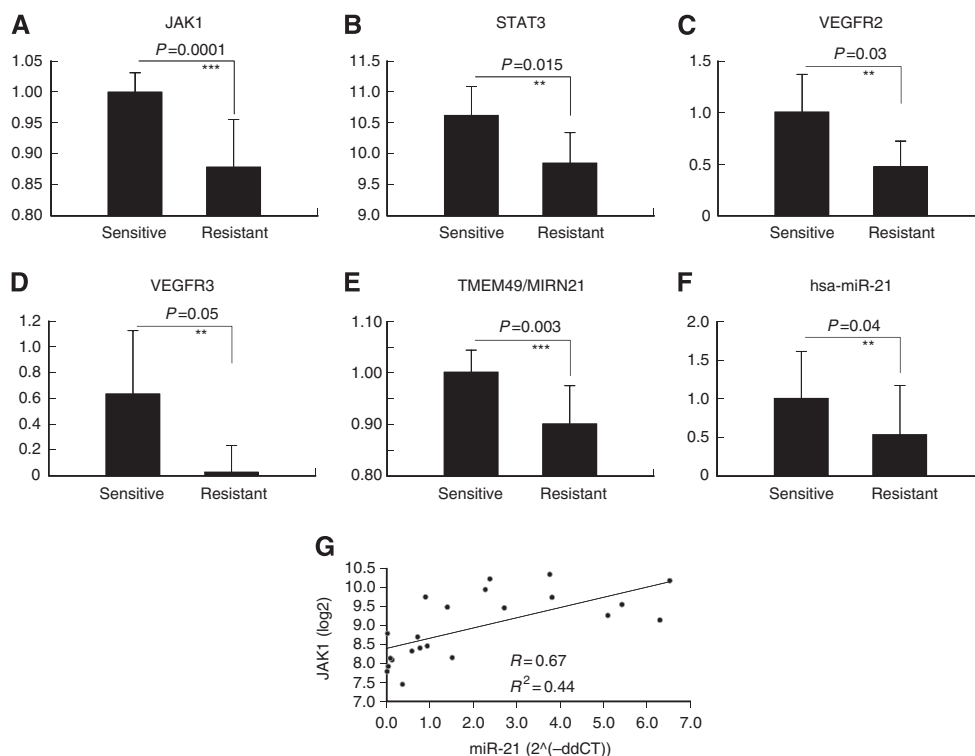 A
JAK1
P=0.0001
***
1.05
1.00
0.95
0.90
0.85
0.80
Sensitive
Resistant
B
STAT3
P=0.015
**
11.5
11.0
10.5
10.0
9.5
9.0
Sensitive
Resistant
C
VEGFR2
P=0.03
**
1.5
1.0
0.5
0
Sensitive
Resistant
D
VEGFR3
P=0.05
**
1.2
1.0
0.8
0.6
0.4
0.2
0
Sensitive
Resistant
E
TMEM49/MIRN21
P=0.003
***
1.10
1.00
0.90
0.80
Sensitive
Resistant
F
hsa-miR-21
P=0.04
**
2.0
1.5
1.0
0.5
0
Sensitive
Resistant
G
JAK1 (log2)
10.5
10.0
9.5
9.0
8.5
8.0
7.5
7.0
R=0.67
R²=0.44
0.0 1.0 2.0 3.0 4.0 5.0 6.0 7.0
miR-21 (2^(–ddCT))